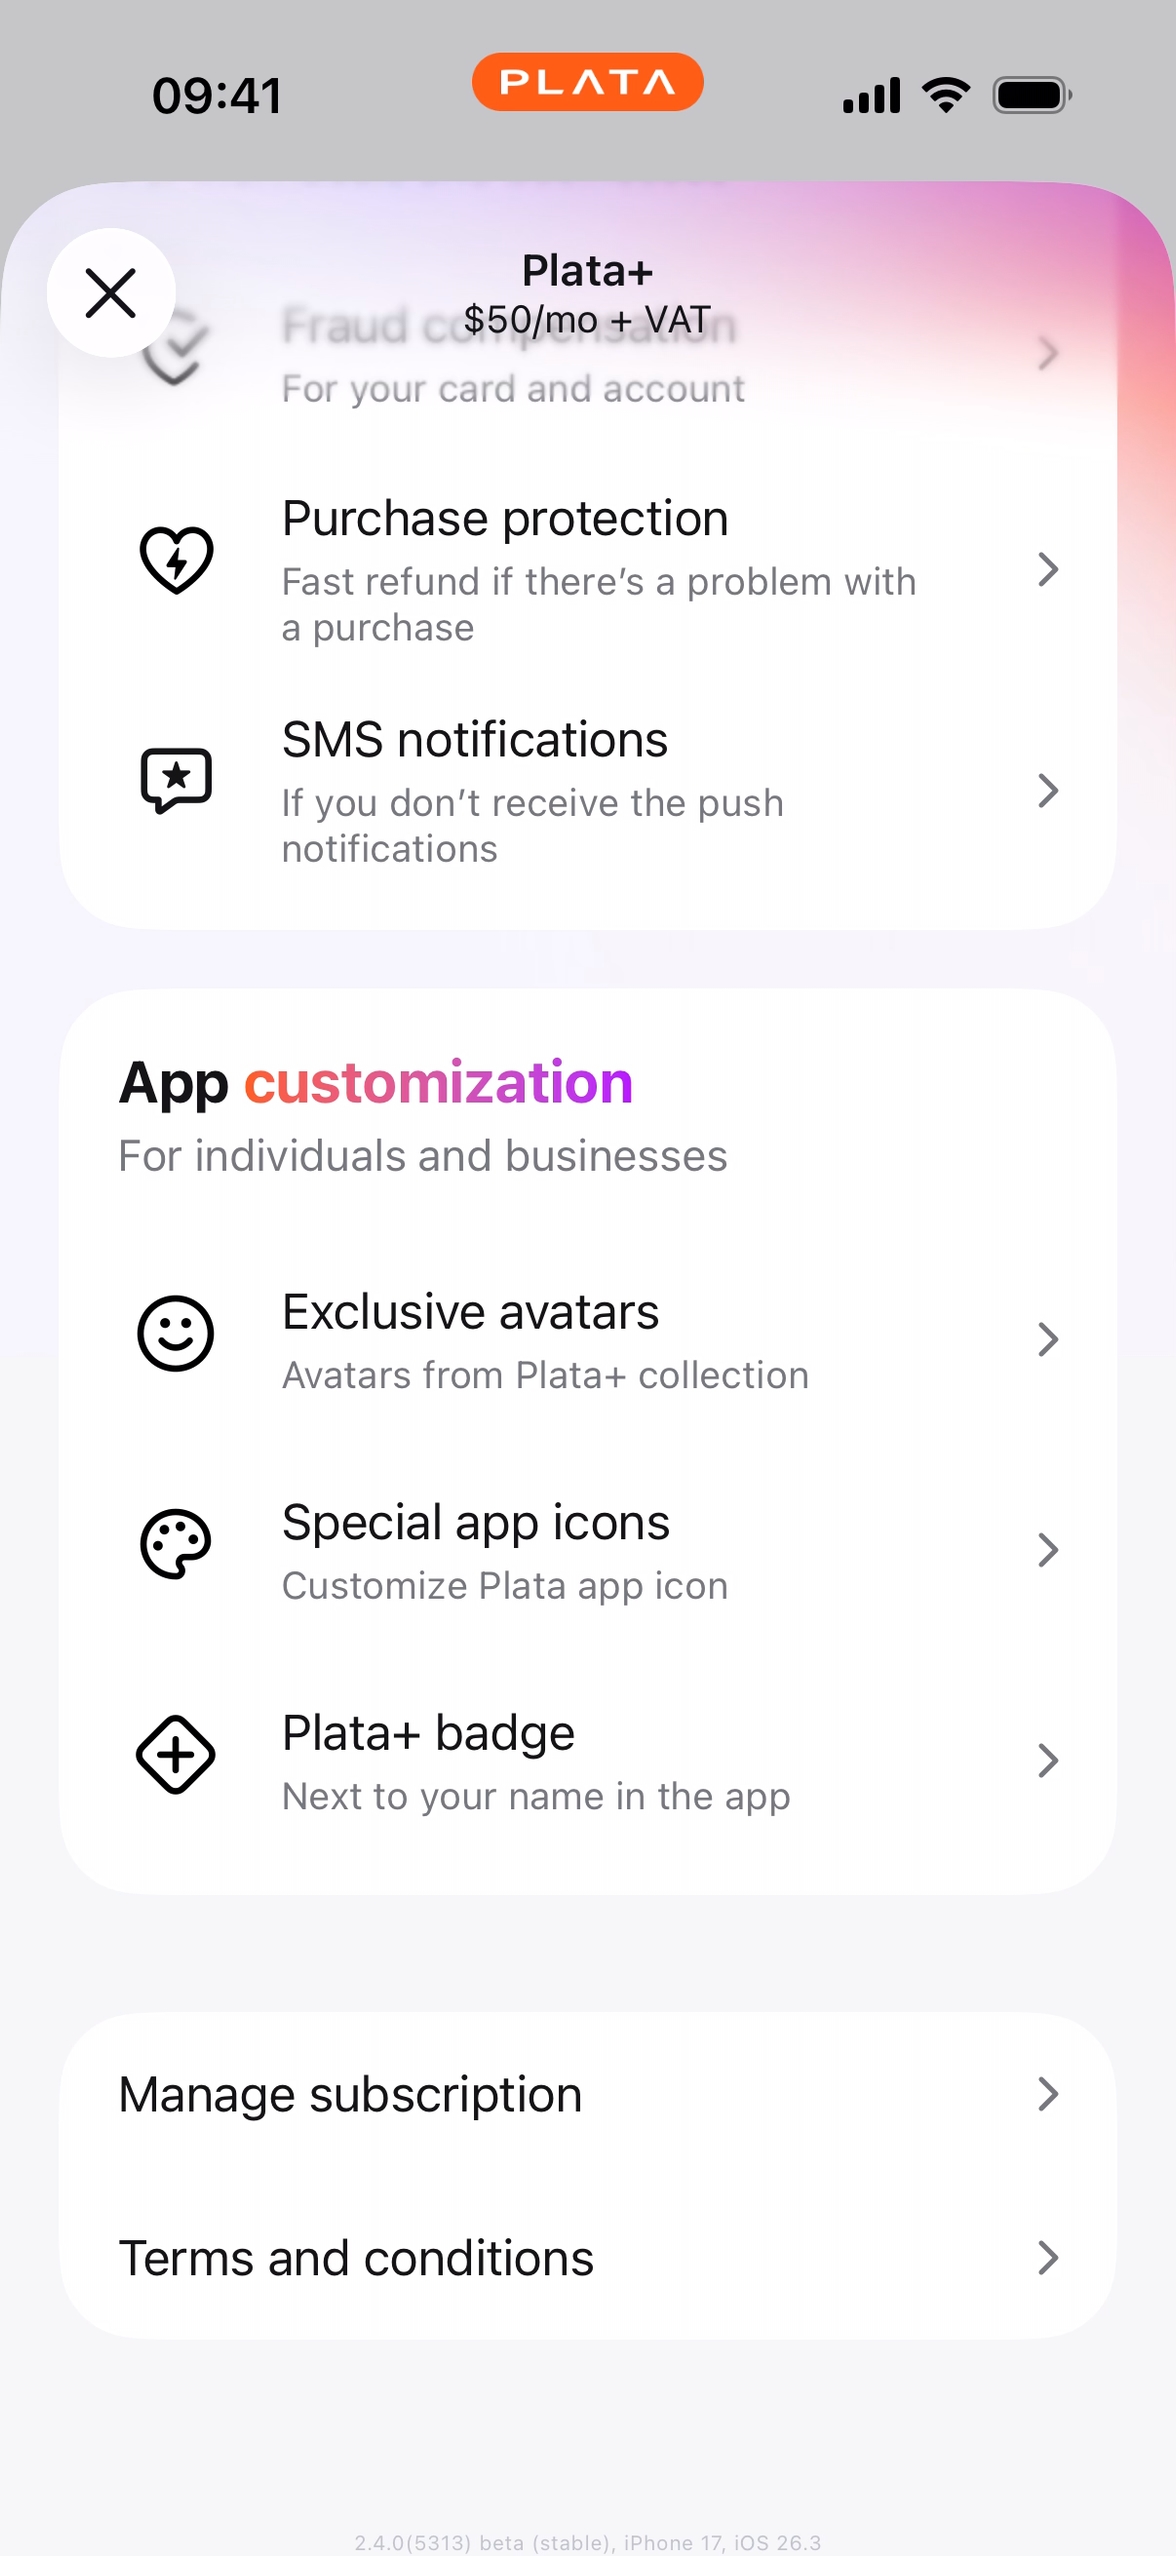 09:41
PLATA
Plata+
$50/mo + VAT
Fraud compensation
For your card and account
Purchase protection
Fast refund if there’s a problem with
a purchase
SMS notifications
If you don’t receive the push
notifications
App customization
For individuals and businesses
Exclusive avatars
Avatars from Plata+ collection
Special app icons
Customize Plata app icon
Plata+ badge
Next to your name in the app
Manage subscription
Terms and conditions
2.4.0(5313) beta (stable), iPhone 17, iOS 26.3